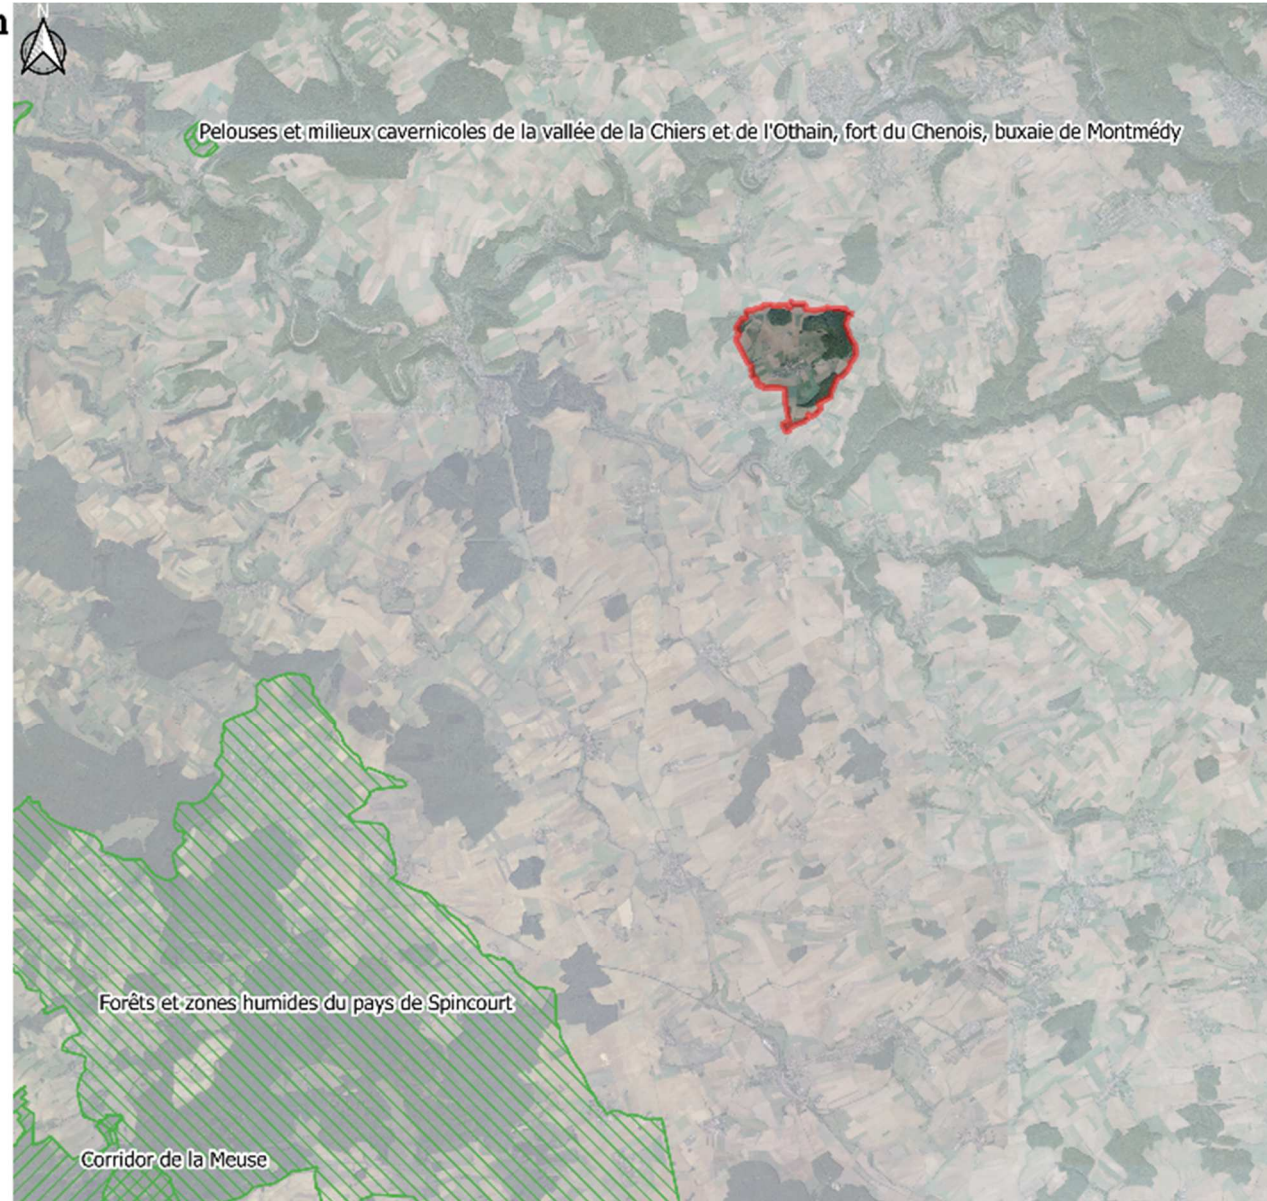 n
N
Pelouses et milieux cavernicoles de la vallée de la Chiers et de l'Othain, fort du Chenois, buxaie de Montmédy
Forêts et zones humides du pays de Spincourt
Corridor de la Meuse